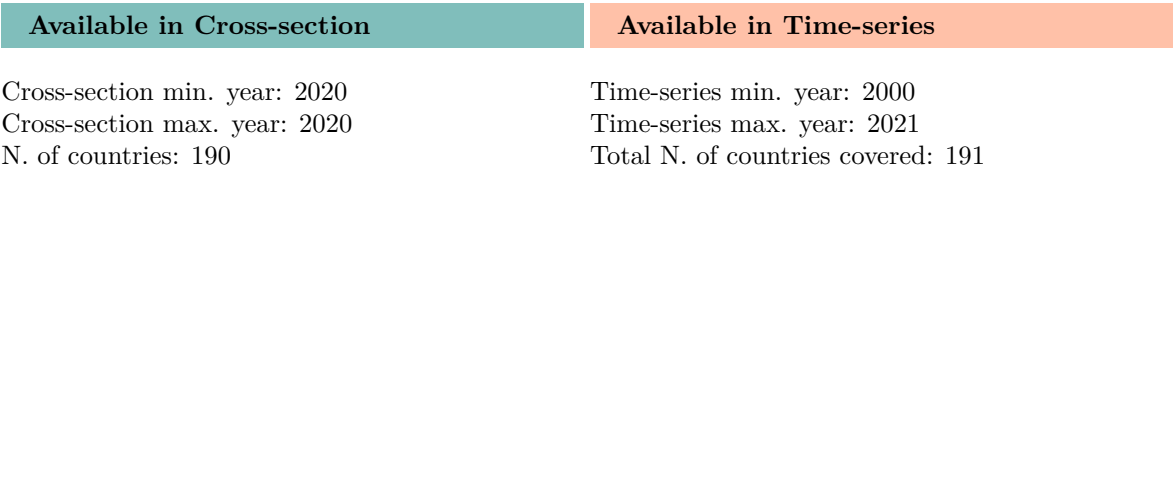 Available in Cross-section
Cross-section min. year: 2020
Cross-section max. year: 2020
N. of countries: 190
Available in Time-series
Time-series min. year: 2000
Time-series max. year: 2021
Total N. of countries covered: 191